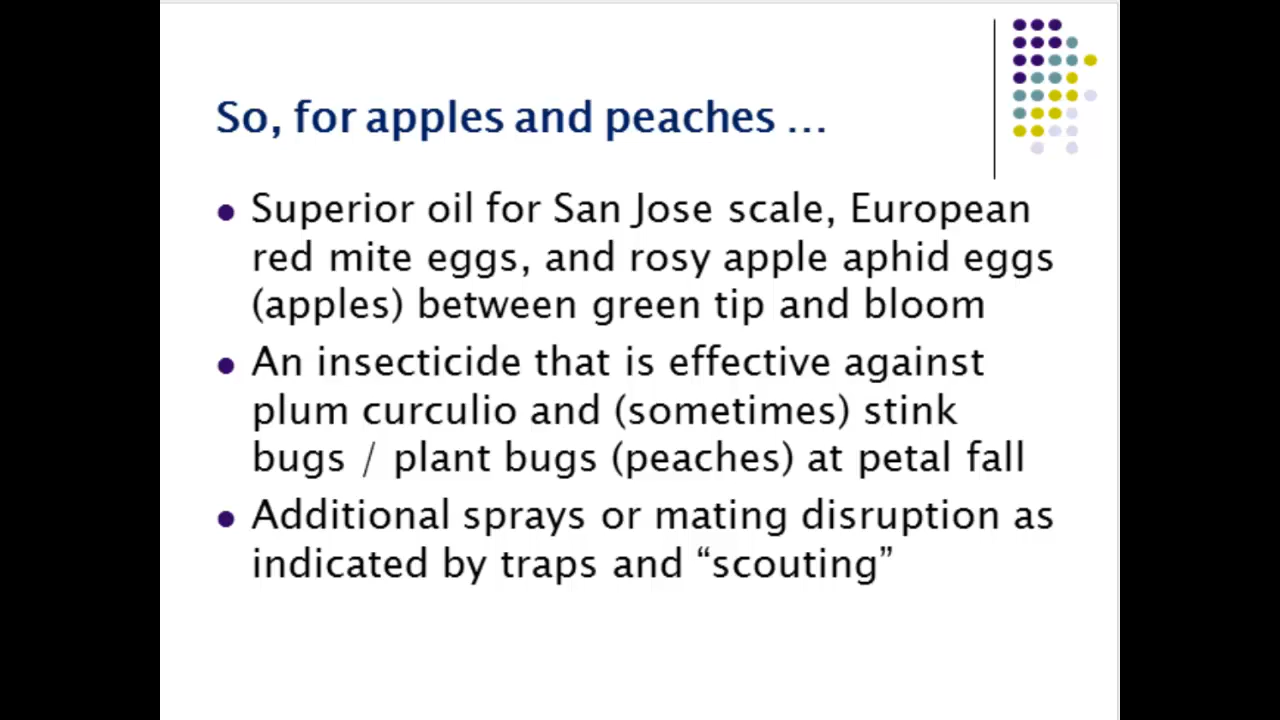 So, for apples and peaches …
• Superior oil for San Jose scale, European
red mite eggs, and rosy apple aphid eggs
(apples) between green tip and bloom
• An insecticide that is effective against
plum curculio and (sometimes) stink
bugs / plant bugs (peaches) at petal fall
• Additional sprays or mating disruption as
indicated by traps and “scouting”